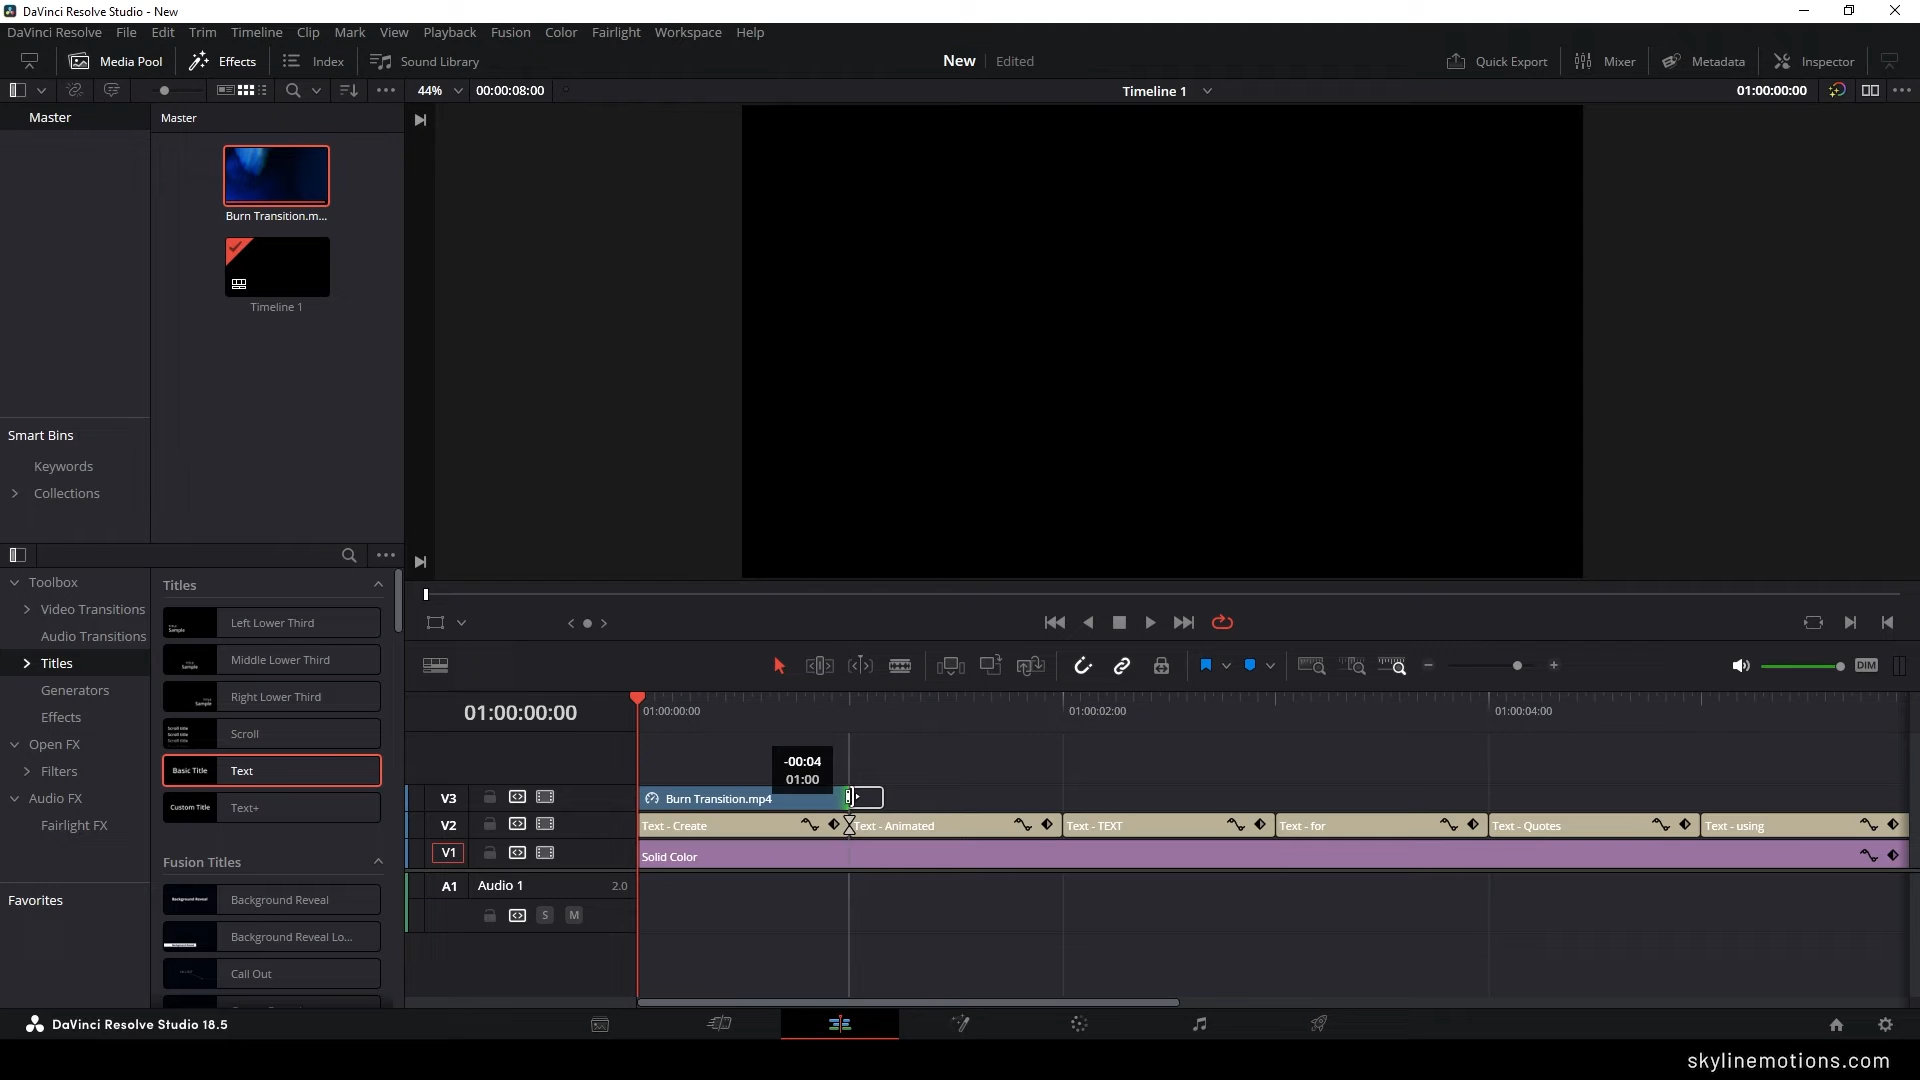 DaVinci Resolve Studio - New
DaVinci Resolve File Edit Trim Timeline Clip Mark View Playback Fusion Color Fairlight Workspace Help
Media Pool Effects Index Sound Library New Edited Quick Export Mixer Metadata Inspector
44% 00:00:08:00 Timeline 1 01:00:00:00
Master
Master
Burn Transition.m...
Timeline 1
Smart Bins
Keywords
Collections
Toolbox
Video Transitions
Audio Transitions
Titles
Generators
Effects
Open FX
Filters
Audio FX
Fairlight FX
Favorites
Titles
Left Lower Third
Middle Lower Third
Right Lower Third
Scroll
Basic Title Text
Custom Title Text+
Fusion Titles
Background Reveal
Background Reveal Lo...
Call Out
DIM
01:00:00:00
01:00:00:00 01:00:02:00 01:00:04:00
-00:04
01:00
V3 Burn Transition.mp4
V2 Text - Create Text - Animated Text - TEXT Text - for Text - Quotes Text - using
V1 Solid Color
A1 Audio 1 2.0
S M
DaVinci Resolve Studio 18.5
skylinemotions.com